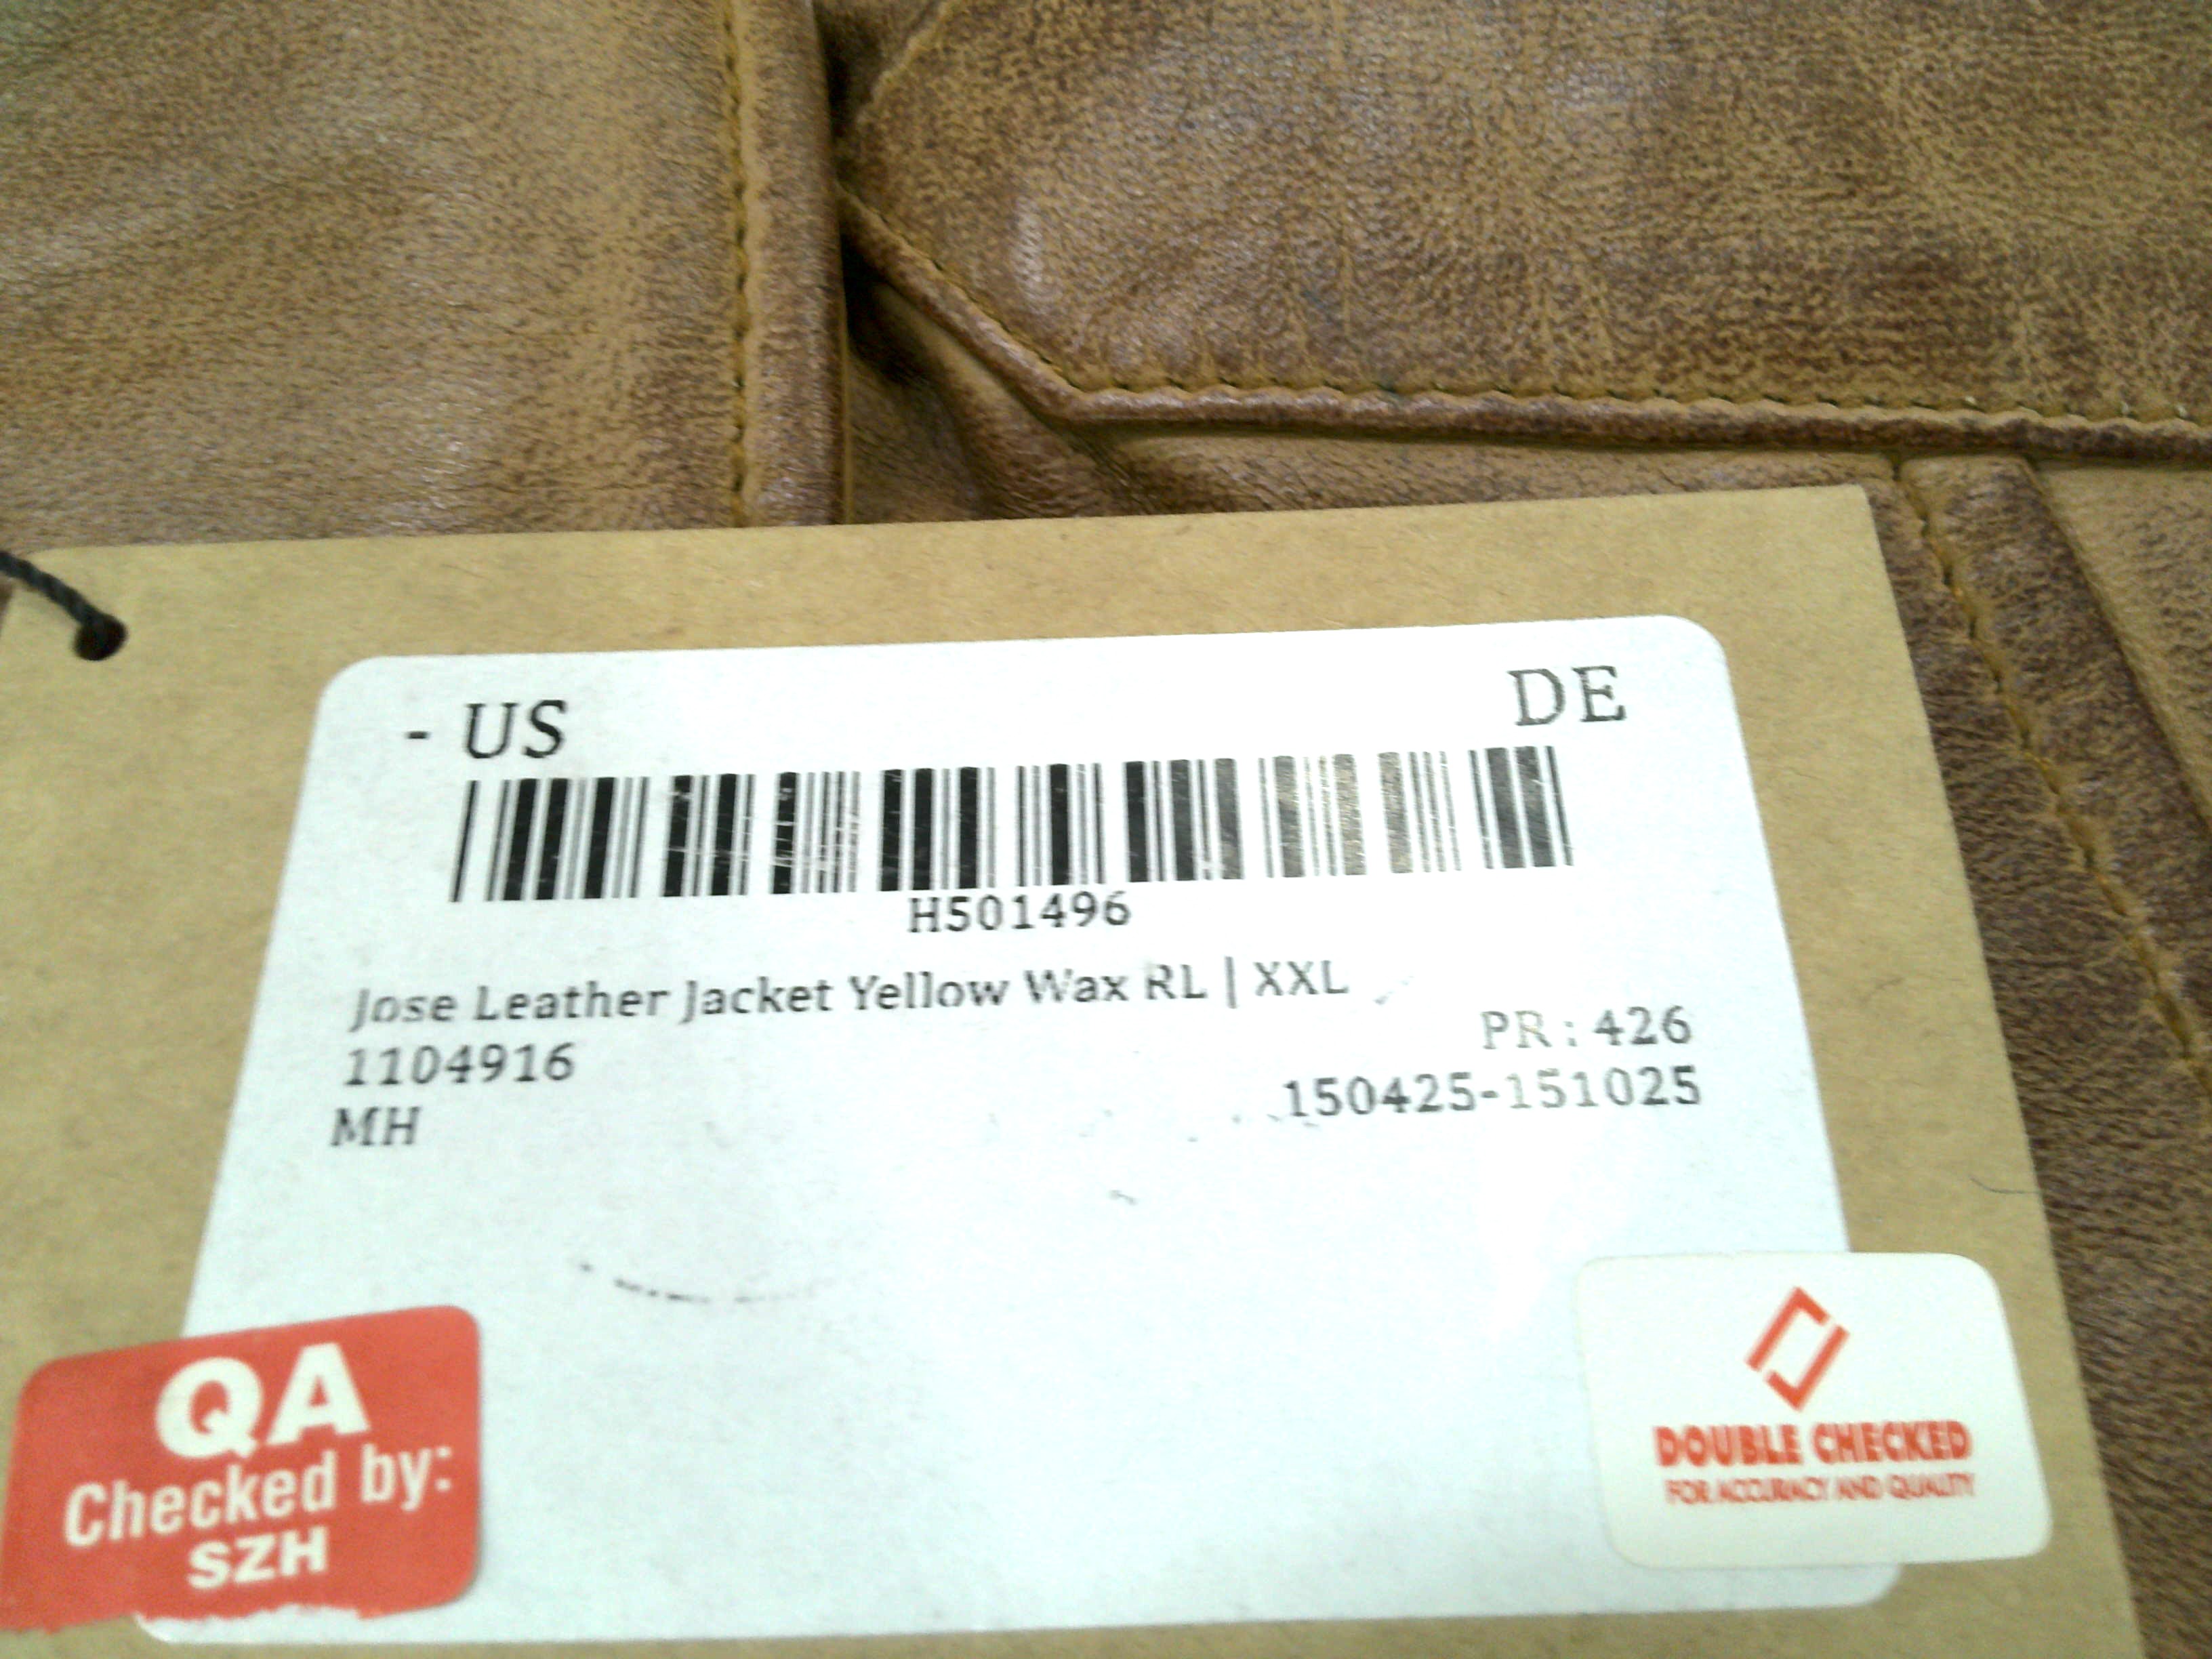 - US DE
H501496
Jose Leather Jacket Yellow Wax RL | XXL
PR : 426
1104916
150425-151025
MH
QA
Checked by:
SZH
DOUBLE CHECKED
FOR ACCURACY AND QUALITY